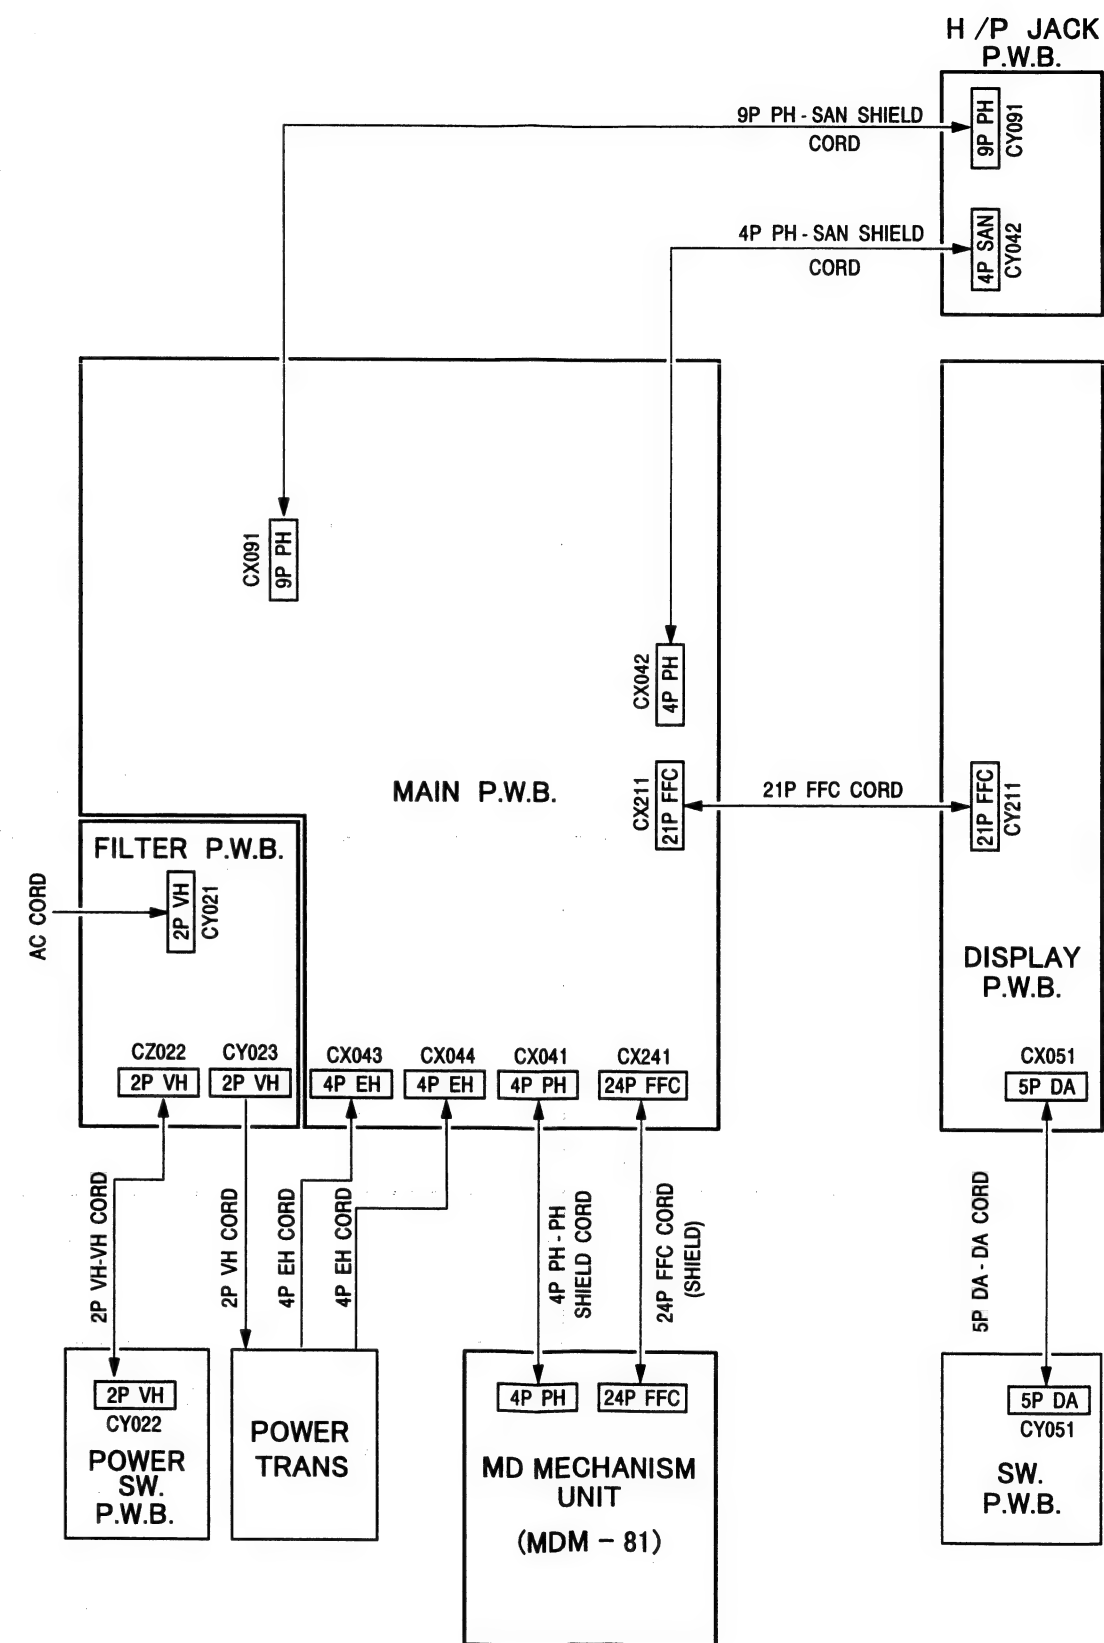 H /P JACK
P.W.B.
9P PH - SAN SHIELD
CORD
9P PH
CY091
4P PH - SAN SHIELD
CORD
4P SAN
CY042
CX091
9P PH
CX042
4P PH
MAIN P.W.B.
CX211
21P FFC
21P FFC CORD
21P FFC
CY211
FILTER P.W.B.
AC CORD
2P VH
CY021
DISPLAY
P.W.B.
CZ022
2P VH
CY023
2P VH
CX043
4P EH
CX044
4P EH
CX041
4P PH
CX241
24P FFC
CX051
5P DA
2P VH-VH CORD
2P VH CORD
4P EH CORD
4P EH CORD
4P PH - PH
SHIELD CORD
24P FFC CORD
(SHIELD)
5P DA - DA CORD
2P VH
CY022
POWER
SW.
P.W.B.
POWER
TRANS
4P PH
24P FFC
MD MECHANISM
UNIT
(MDM - 81)
5P DA
CY051
SW.
P.W.B.